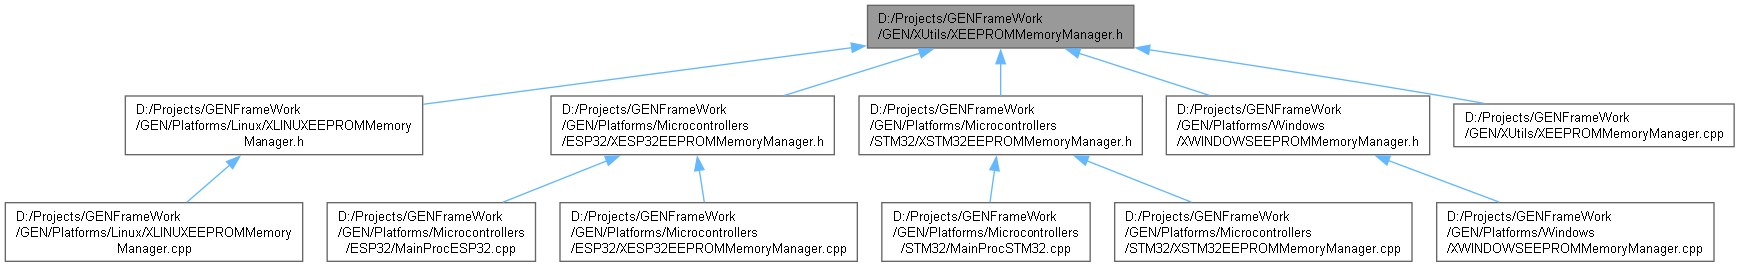 D:/Projects/GENFrameWork
/GEN/XUtils/XEEPROMMemoryManager.h
D:/Projects/GENFrameWork
/GEN/Platforms/Linux/XLINUXEEPROMMemory
Manager.h
D:/Projects/GENFrameWork
/GEN/Platforms/Microcontrollers
/ESP32/XESP32EEPROMMemoryManager.h
D:/Projects/GENFrameWork
/GEN/Platforms/Microcontrollers
/STM32/XSTM32EEPROMMemoryManager.h
D:/Projects/GENFrameWork
/GEN/Platforms/Windows
/XWINDOWSEEPROMMemoryManager.h
D:/Projects/GENFrameWork
/GEN/XUtils/XEEPROMMemoryManager.cpp
D:/Projects/GENFrameWork
/GEN/Platforms/Linux/XLINUXEEPROMMemory
Manager.cpp
D:/Projects/GENFrameWork
/GEN/Platforms/Microcontrollers
/ESP32/MainProcESP32.cpp
D:/Projects/GENFrameWork
/GEN/Platforms/Microcontrollers
/ESP32/XESP32EEPROMMemoryManager.cpp
D:/Projects/GENFrameWork
/GEN/Platforms/Microcontrollers
/STM32/MainProcSTM32.cpp
D:/Projects/GENFrameWork
/GEN/Platforms/Microcontrollers
/STM32/XSTM32EEPROMMemoryManager.cpp
D:/Projects/GENFrameWork
/GEN/Platforms/Windows
/XWINDOWSEEPROMMemoryManager.cpp